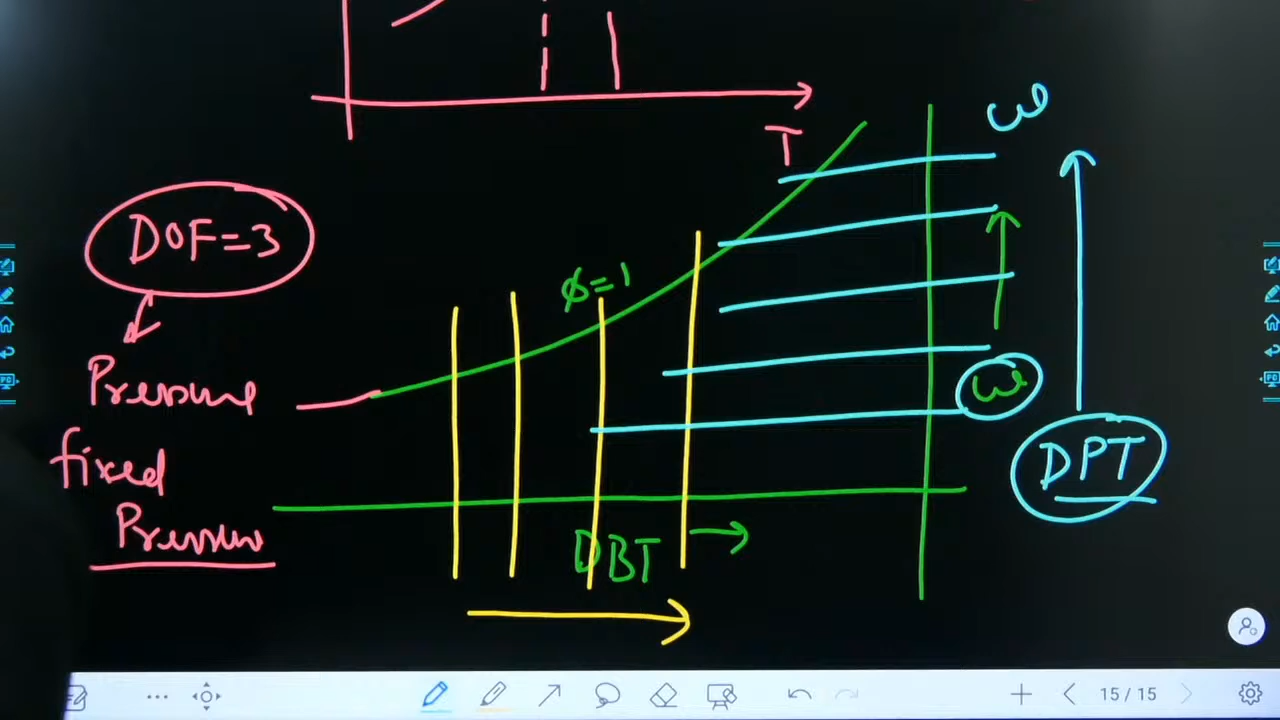 ω
T
DOF=3
ϕ=1
Pressure
ω
fixed
DPT
Pressure
DBT
15 / 15